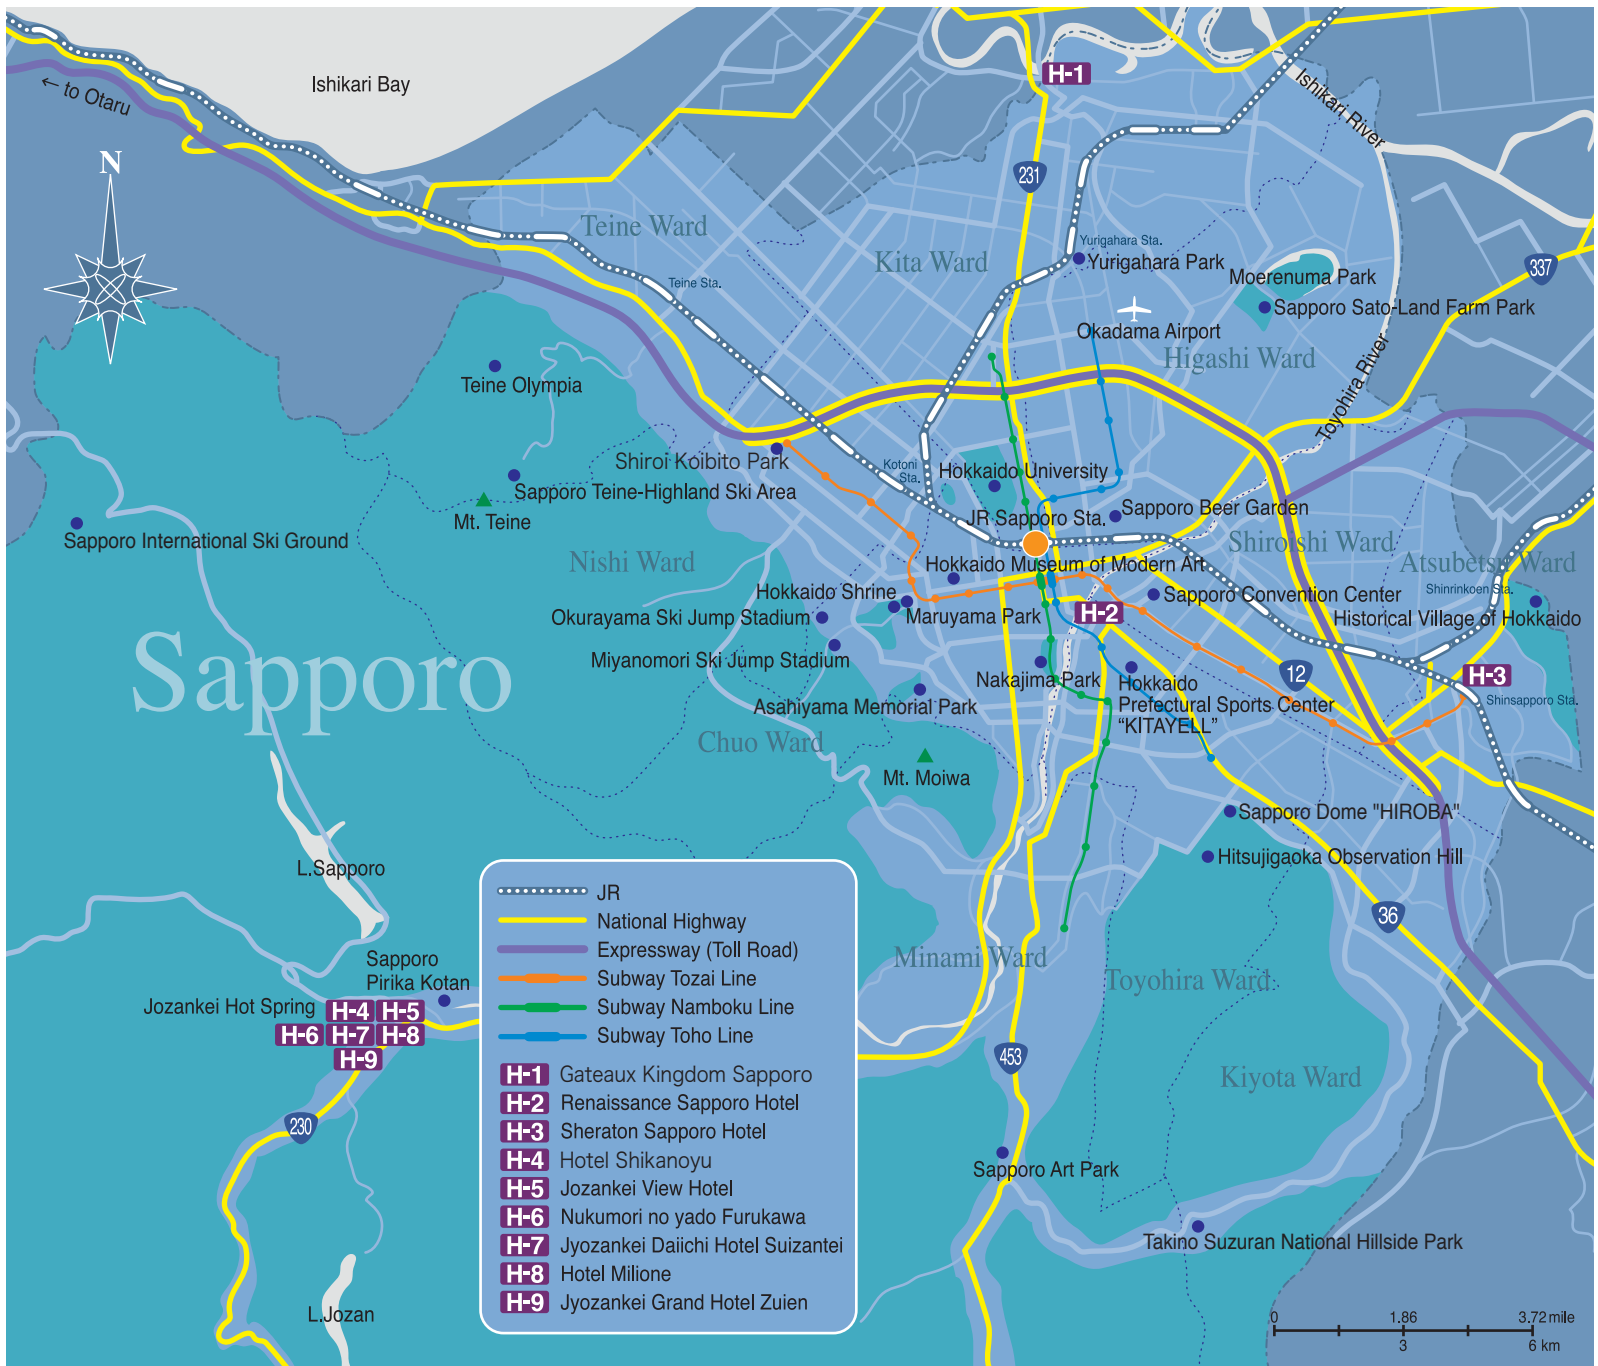 Ishikari Bay
← to Otaru
N
H-1
Ishikari River
231
Teine Ward
Kita Ward
Yurigahara Sta.
Yurigahara Park
Moerenuma Park
337
Teine Sta.
Sapporo Sato-Land Farm Park
Okadama Airport
Higashi Ward
Toyohira River
Teine Olympia
Shiroi Koibito Park
Kotoni
Sta.
Hokkaido University
Sapporo Teine-Highland Ski Area
Mt. Teine
JR Sapporo Sta.
Sapporo Beer Garden
Sapporo International Ski Ground
Shiroishi Ward
Nishi Ward
Hokkaido Museum of Modern Art
Atsubetsu Ward
Shinrinkoen Sta.
Hokkaido Shrine
Sapporo Convention Center
Okurayama Ski Jump Stadium
Maruyama Park
H-2
Historical Village of Hokkaido
Sapporo
Miyanomori Ski Jump Stadium
Nakajima Park
12
H-3
Hokkaido
Prefectural Sports Center
“KITAYELL”
Shinsapporo Sta.
Asahiyama Memorial Park
Chuo Ward
Mt. Moiwa
Sapporo Dome "HIROBA"
Hitsujigaoka Observation Hill
L.Sapporo
36
Minami Ward
Toyohira Ward
Sapporo
Pirika Kotan
Jozankei Hot Spring
H-4 H-5
H-6 H-7 H-8
H-9
453
Kiyota Ward
230
Sapporo Art Park
Takino Suzuran National Hillside Park
L.Jozan
JR
National Highway
Expressway (Toll Road)
Subway Tozai Line
Subway Namboku Line
Subway Toho Line
H-1 Gateaux Kingdom Sapporo
H-2 Renaissance Sapporo Hotel
H-3 Sheraton Sapporo Hotel
H-4 Hotel Shikanoyu
H-5 Jozankei View Hotel
H-6 Nukumori no yado Furukawa
H-7 Jyozankei Daiichi Hotel Suizantei
H-8 Hotel Milione
H-9 Jyozankei Grand Hotel Zuien
0 1.86 3.72 mile
3 6 km